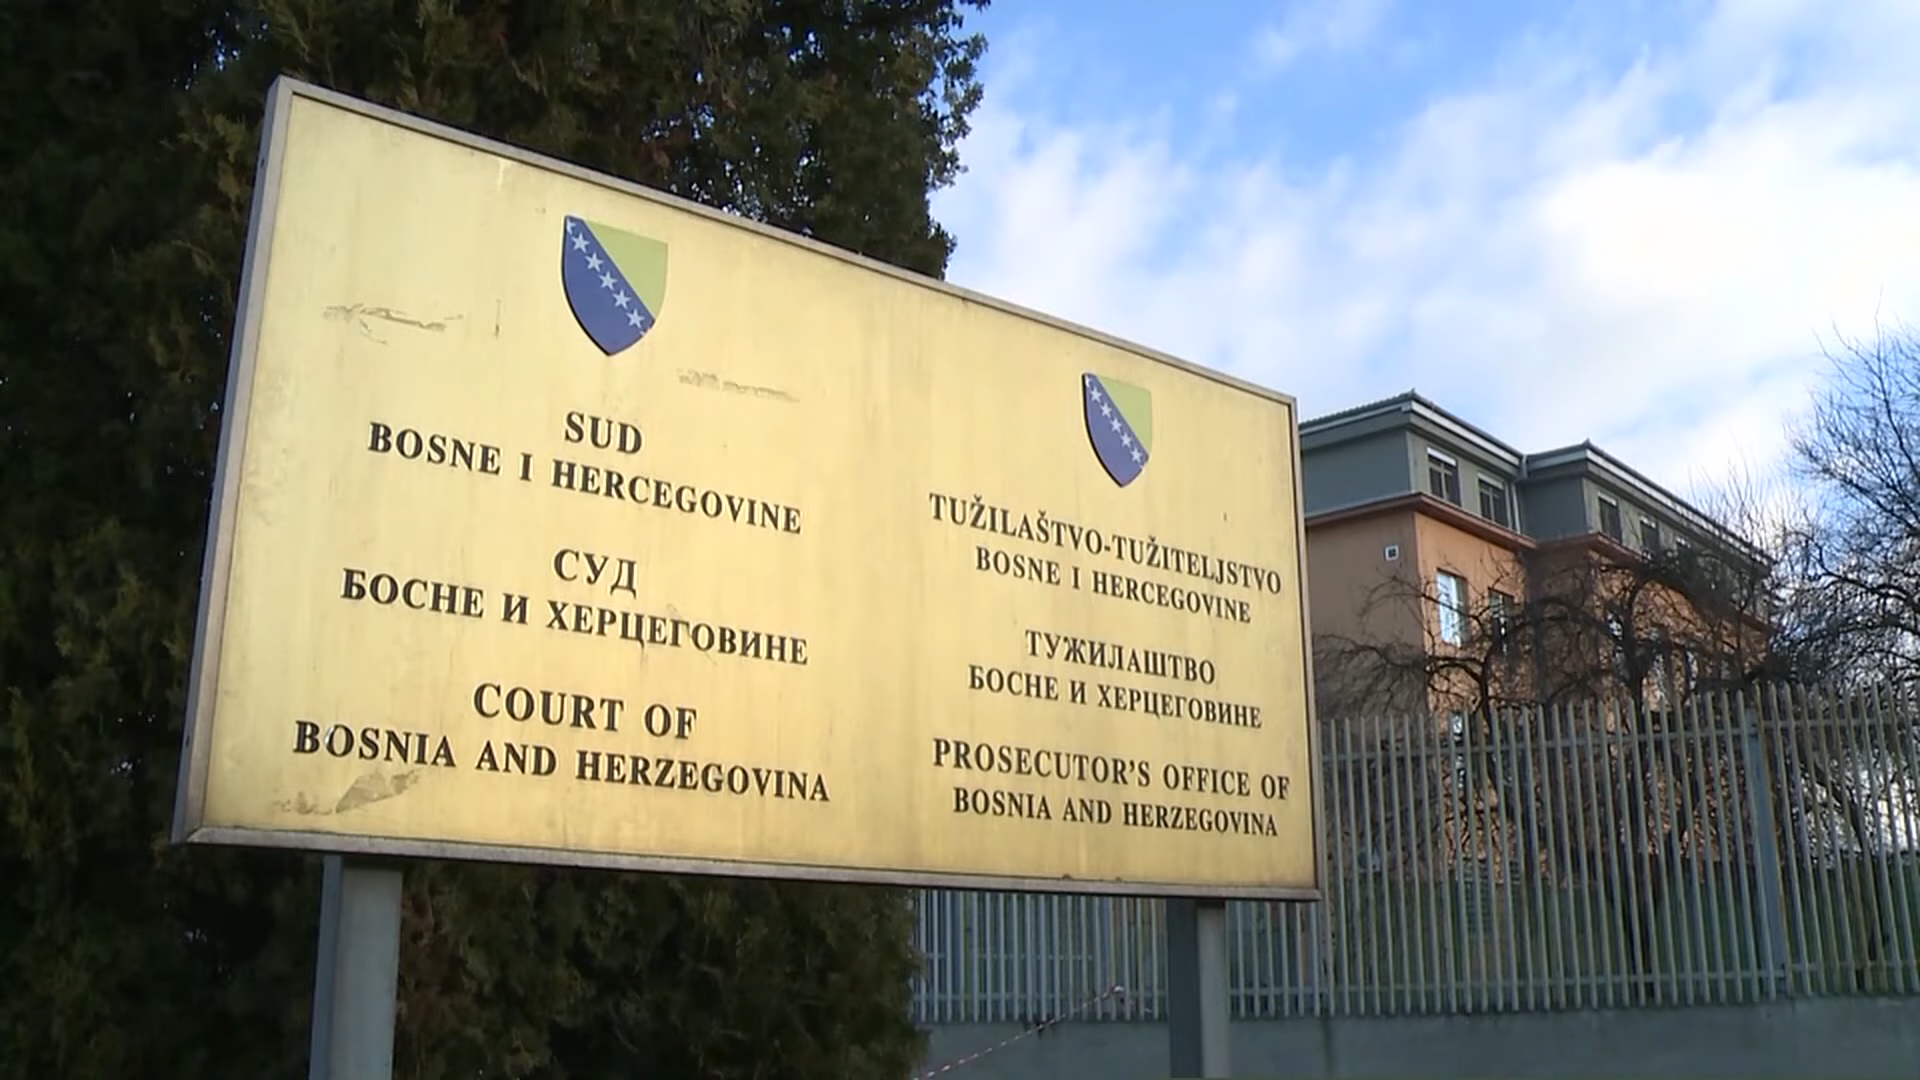 SUD
BOSNE I HERCEGOVINE
СУД
БОСНЕ И ХЕРЦЕГОВИНЕ
COURT OF
BOSNIA AND HERZEGOVINA
TUŽILAŠTVO-TUŽITELJSTVO
BOSNE I HERCEGOVINE
ТУЖИЛАШТВО
БОСНЕ И ХЕРЦЕГОВИНЕ
PROSECUTOR'S OFFICE OF
BOSNIA AND HERZEGOVINA